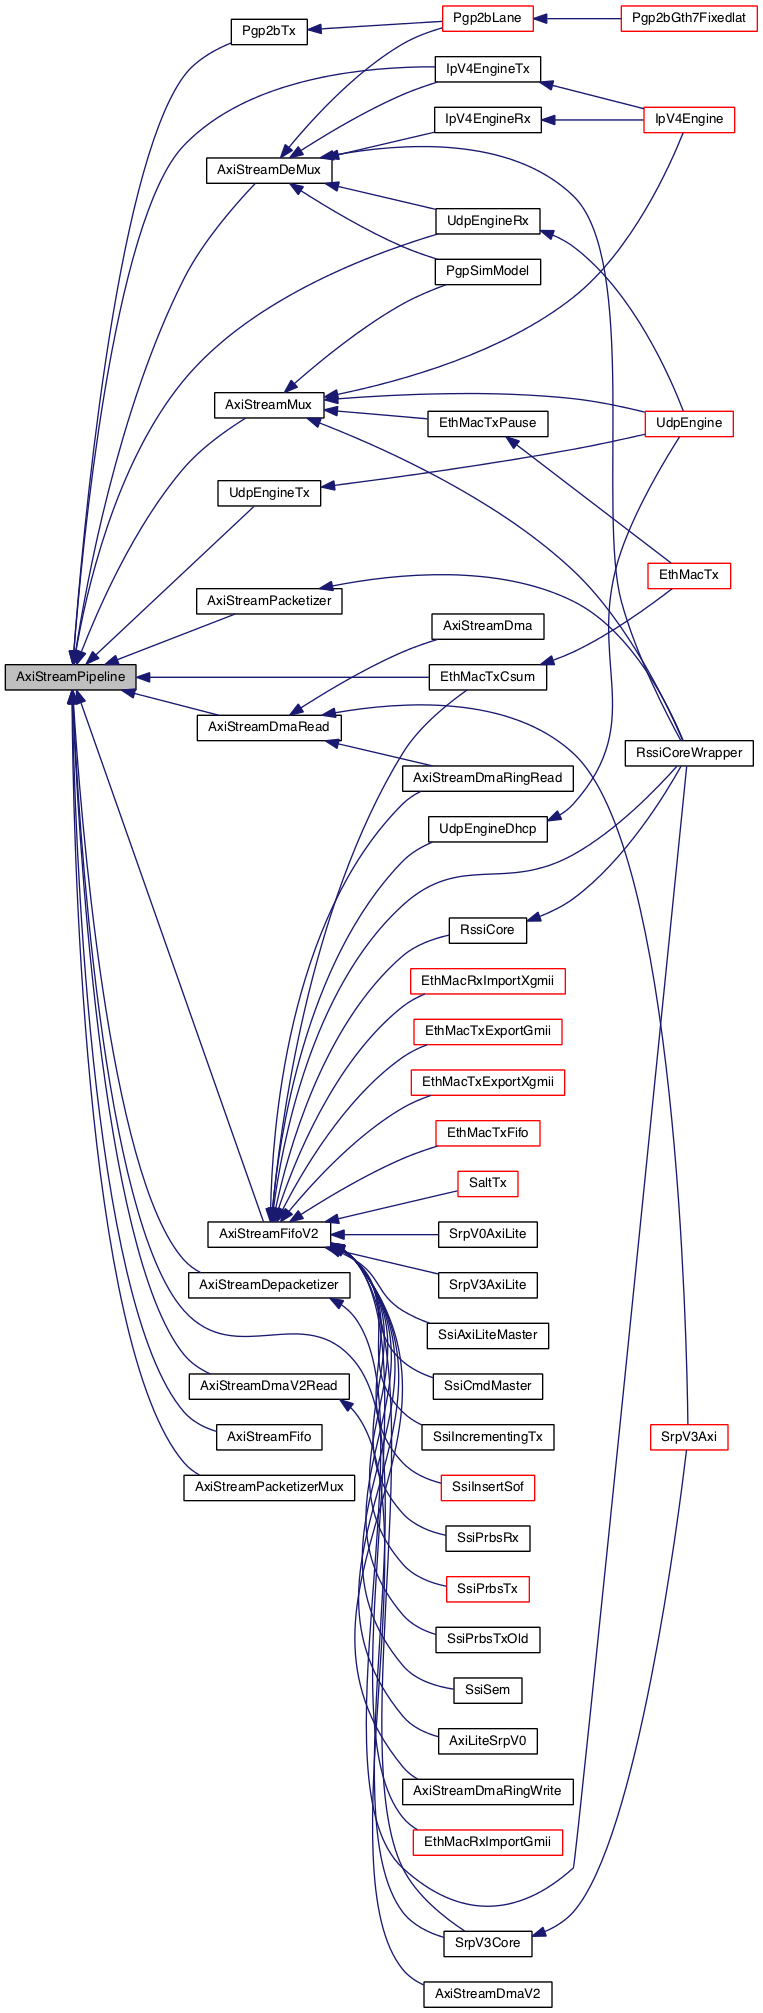 Pgp2bLane
Pgp2bGth7Fixedlat
Pgp2bTx
IpV4EngineTx
IpV4EngineRx
IpV4Engine
AxiStreamDeMux
UdpEngineRx
PgpSimModel
AxiStreamMux
EthMacTxPause
UdpEngine
UdpEngineTx
EthMacTx
AxiStreamPacketizer
AxiStreamDma
AxiStreamPipeline
EthMacTxCsum
AxiStreamDmaRead
RssiCoreWrapper
AxiStreamDmaRingRead
UdpEngineDhcp
RssiCore
EthMacRxImportXgmii
EthMacTxExportGmii
EthMacTxExportXgmii
EthMacTxFifo
SaltTx
AxiStreamFifoV2
SrpV0AxiLite
AxiStreamDepacketizer
SrpV3AxiLite
SsiAxiLiteMaster
AxiStreamDmaV2Read
SsiCmdMaster
AxiStreamFifo
SsiIncrementingTx
SrpV3Axi
AxiStreamPacketizerMux
SsiInsertSof
SsiPrbsRx
SsiPrbsTx
SsiPrbsTxOld
SsiSem
AxiLiteSrpV0
AxiStreamDmaRingWrite
EthMacRxImportGmii
SrpV3Core
AxiStreamDmaV2